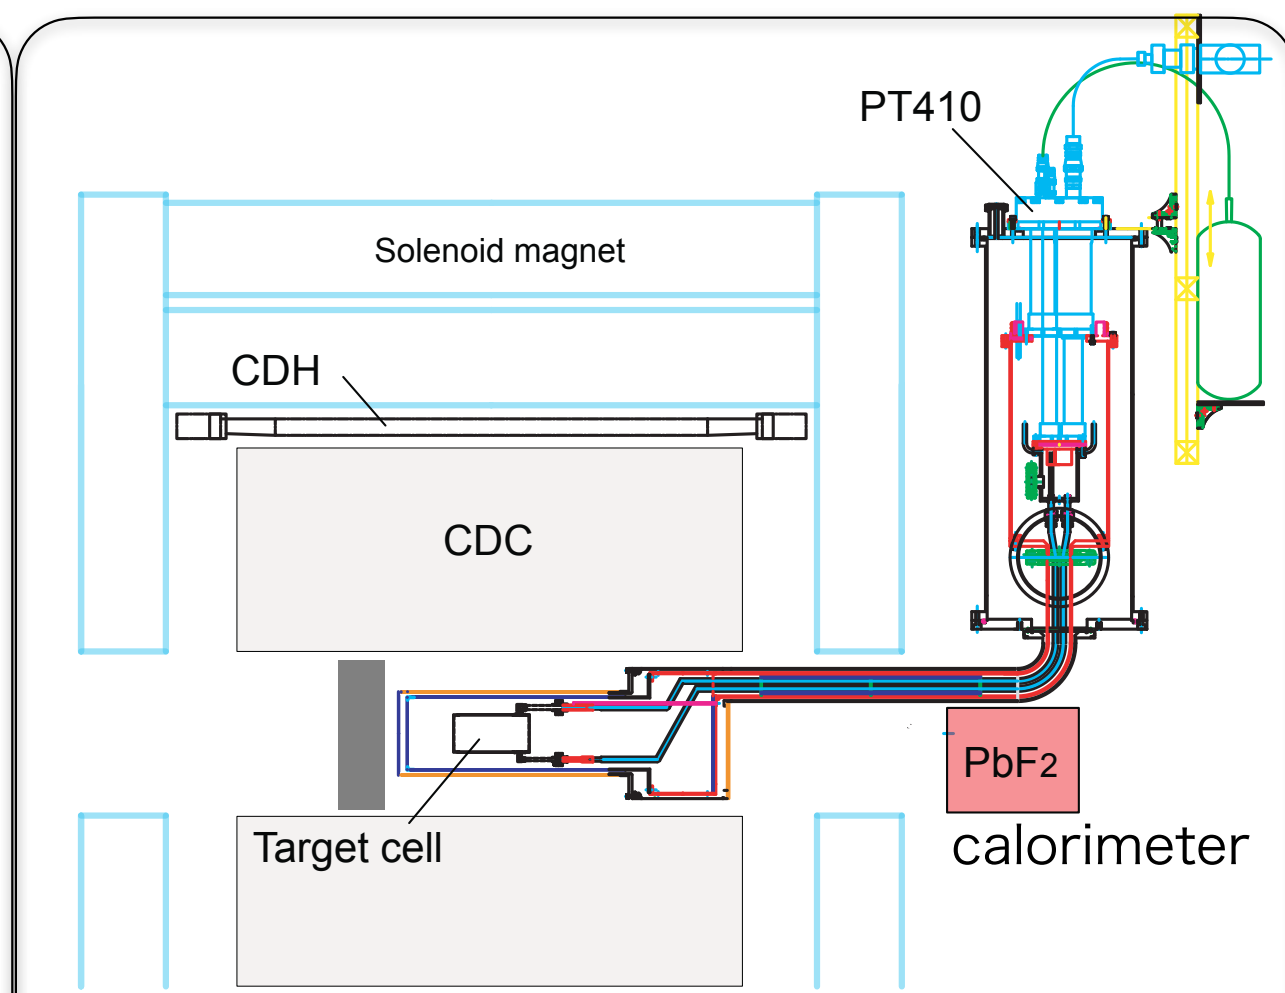 PT410
Solenoid magnet
CDH
CDC
PbF2
Target cell
calorimeter